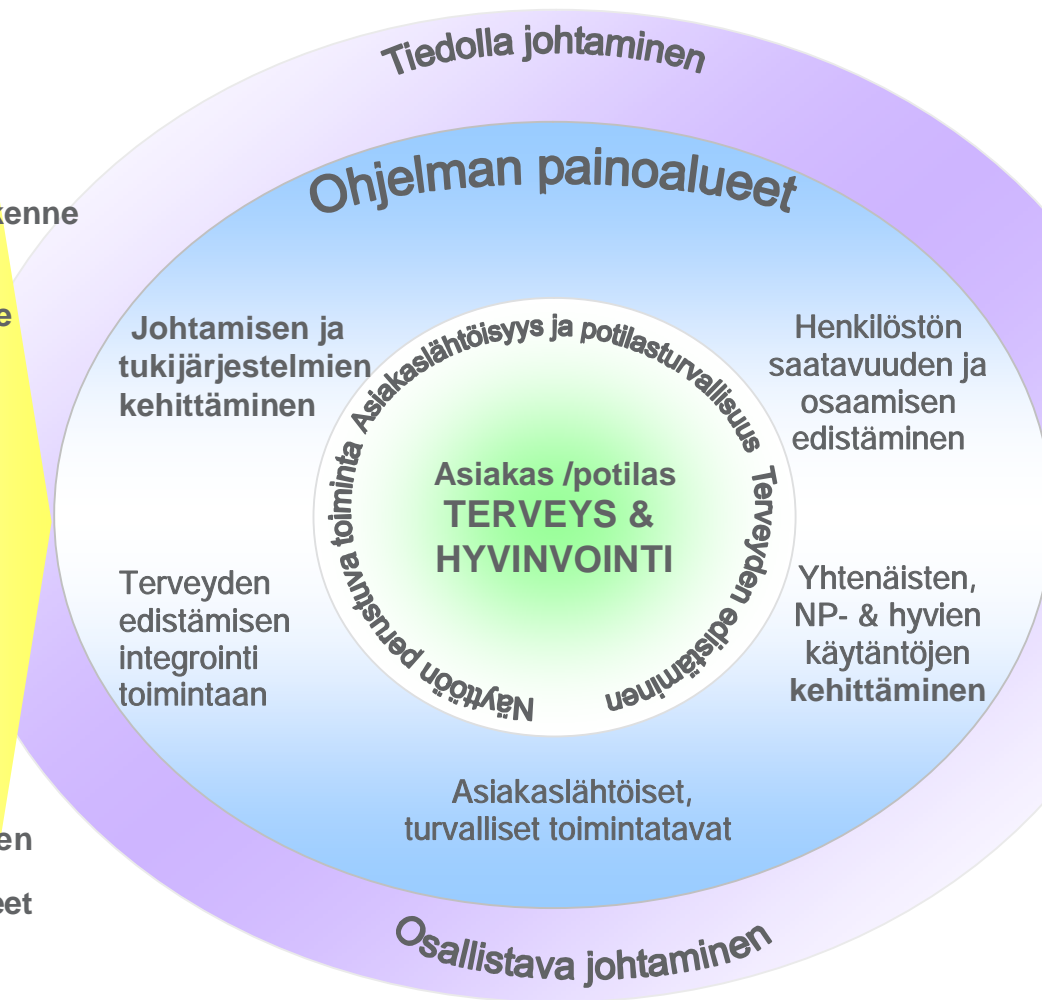 Tiedolla johtaminen
Ohjelman painoalueet
Johtamisen ja
tukijärjestelmien
kehittäminen
Henkilöstön
saatavuuden ja
osaamisen
edistäminen
Asiakaslähtöisyys ja potilasturvallisuus
Terveyden edistäminen
Näyttöön perustuva toiminta
Asiakas /potilas
TERVEYS &
HYVINVOINTI
Terveyden
edistämisen
integrointi
toimintaan
Yhtenäisten,
NP- & hyvien
käytäntöjen
kehittäminen
Asiakaslähtöiset,
turvalliset toimintatavat
Osallistava johtaminen